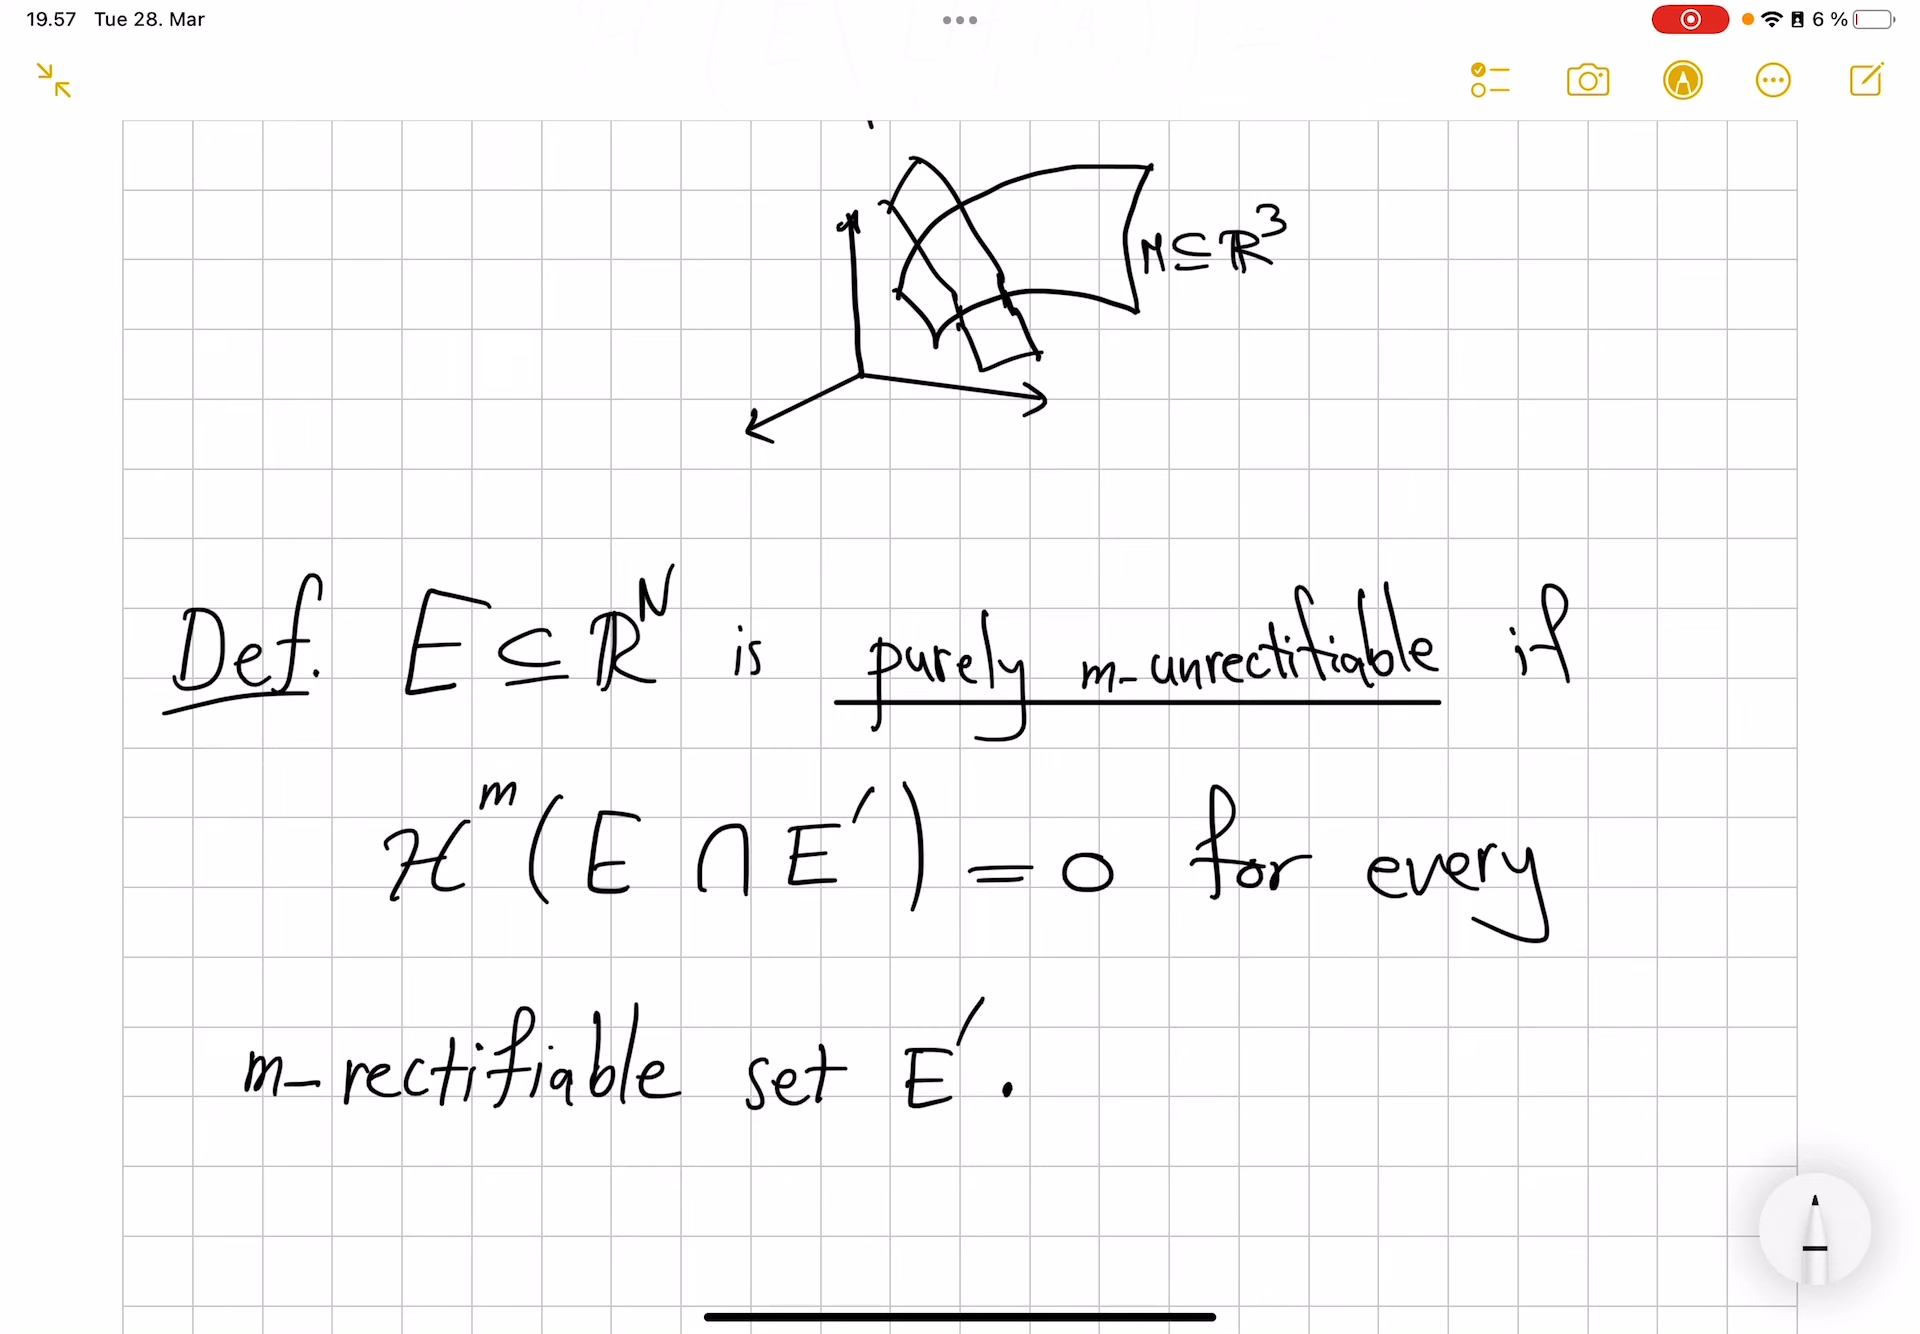 19.57 Tue 28. Mar
6 %
M ⊆ ℝ³
Def. E ⊆ ℝᴺ is purely m-unrectifiable if
ℋᵐ (E ∩ E′) = 0 for every
m-rectifiable set E′.